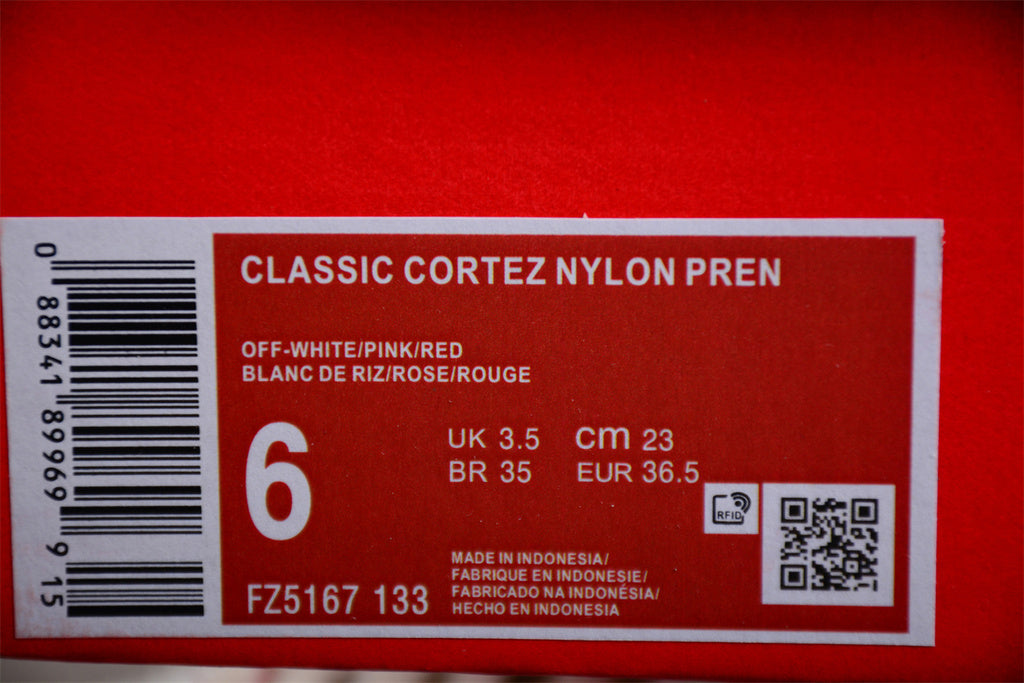 0 88341 89969 9 15
CLASSIC CORTEZ NYLON PREN
OFF-WHITE/PINK/RED
BLANC DE RIZ/ROSE/ROUGE
6
UK 3.5 cm 23
BR 35 EUR 36.5
RFID
FZ5167 133
MADE IN INDONESIA/
FABRIQUE EN INDONESIE/
FABRICADO NA INDONÉSIA/
HECHO EN INDONESIA